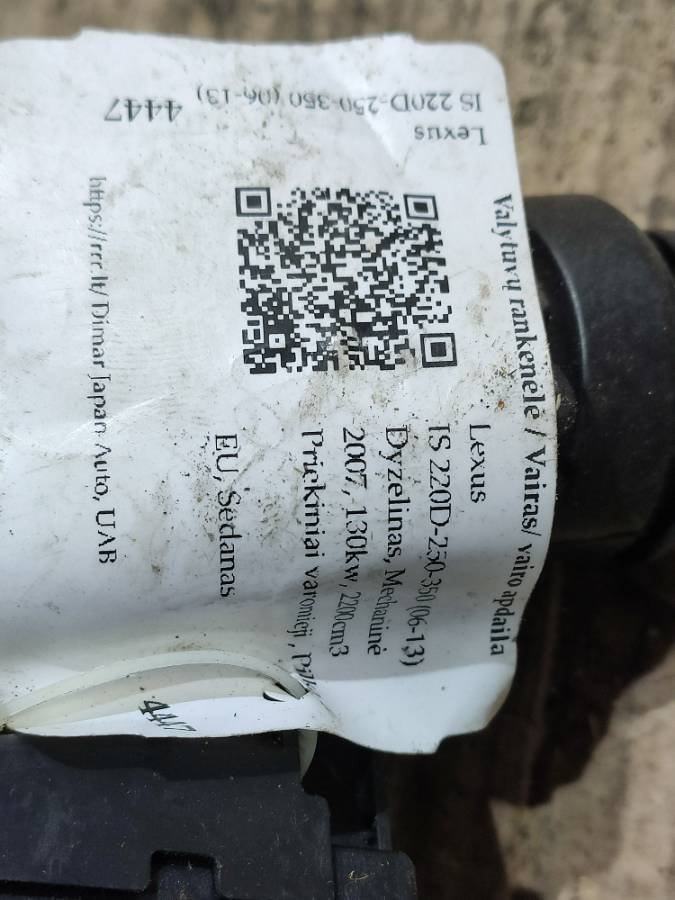 Valytuvų rankenėlė / Vairas/ vairo apdaila
Lexus
IS 220D-250-350 (06-13)
Dyzelinas, Mechaninė
2007, 130kw, 2200cm3
Priekiniai varomieji,
EU, Sedanas
https://rrr.lt/ Dimar Japan Auto, UAB
Lexus
IS 220D-250-350 (06-13)
4447
4447